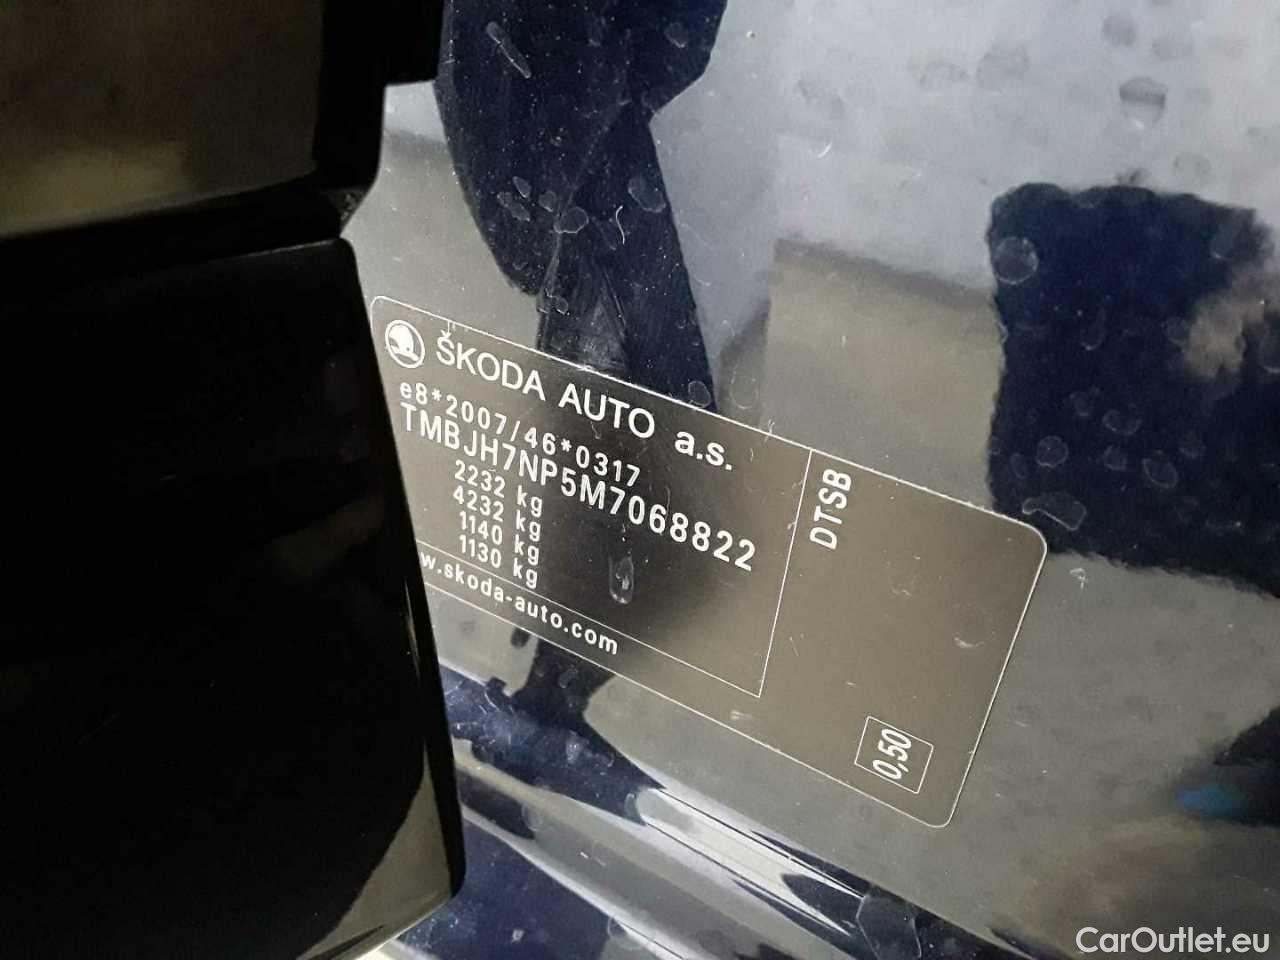 ŠKODA AUTO a.s.
e8*2007/46*0317
TMBJH7NP5M7068822
2232 kg
4232 kg
1140 kg
1130 kg
w.skoda-auto.com
DTSB
0,50
CarOutlet.eu